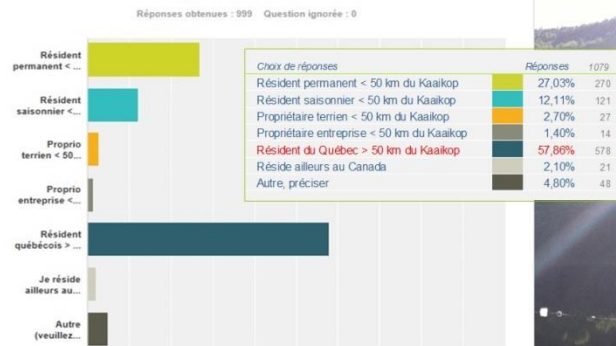 Réponses obtenues : 999    Question ignorée : 0
Résident
permanent < ...
Résident
saisonnier <...
Proprio
terrien < 50...
Proprio
entreprise <...
Résident
québécois > ...
Je réside
ailleurs au...
Autre
(veuillez...
Choix de réponses    Réponses    1079
Résident permanent < 50 km du Kaaikop    27,03%    270
Résident saisonnier < 50 km du Kaaikop    12,11%    121
Propriétaire terrien < 50 km du Kaaikop    2,70%    27
Propriétaire entreprise < 50 km du Kaaikop    1,40%    14
Résident du Québec > 50 km du Kaaikop    57,86%    578
Réside ailleurs au Canada    2,10%    21
Autre, préciser    4,80%    48